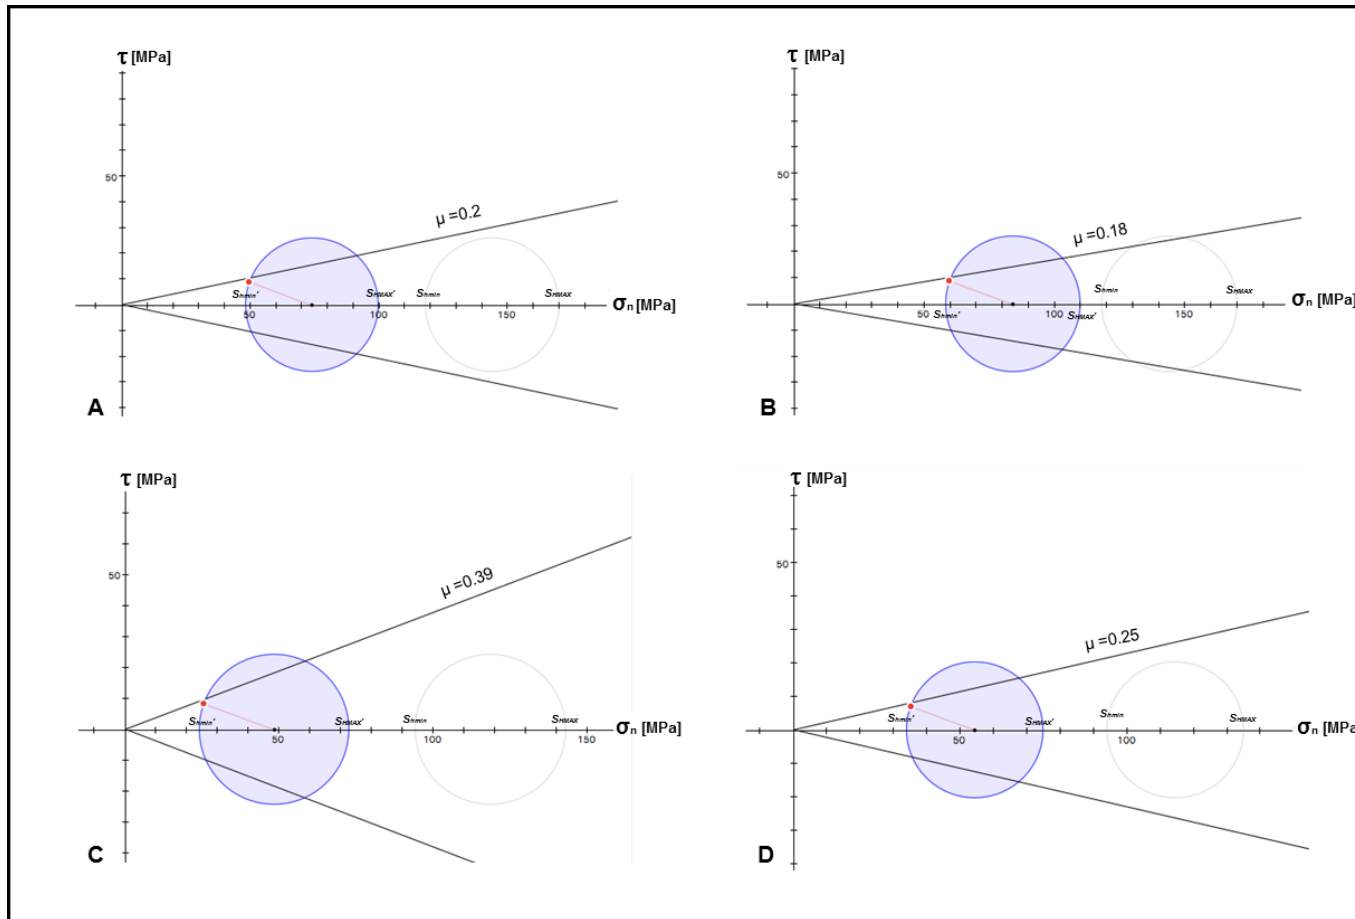 τ [MPa]
50
μ =0.2
Shmin'
SHMAX'
Shmin
SHMAX
σn [MPa]
50
100
150
A
τ [MPa]
50
μ =0.18
Shmin
SHMAX
σn [MPa]
50
Shmin'
100
SHMAX'
150
B
τ [MPa]
50
μ =0.39
Shmin'
SHMAX'
Shmin
SHMAX
σn [MPa]
50
100
150
C
τ [MPa]
50
μ =0.25
Shmin'
SHMAX'
Shmin
SHMAX
σn [MPa]
50
100
D